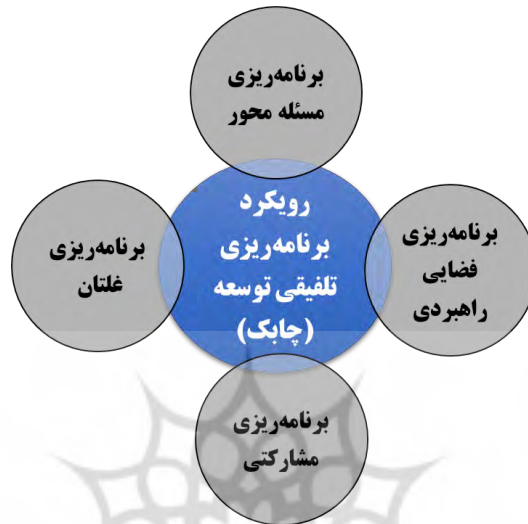 برنامه‌ریزی
مسئله محور
رویکرد
برنامه‌ریزی
تلفیقی توسعه
(چابک)
برنامه‌ریزی
فضایی
راهبردی
برنامه‌ریزی
غلتان
برنامه‌ریزی
مشارکتی